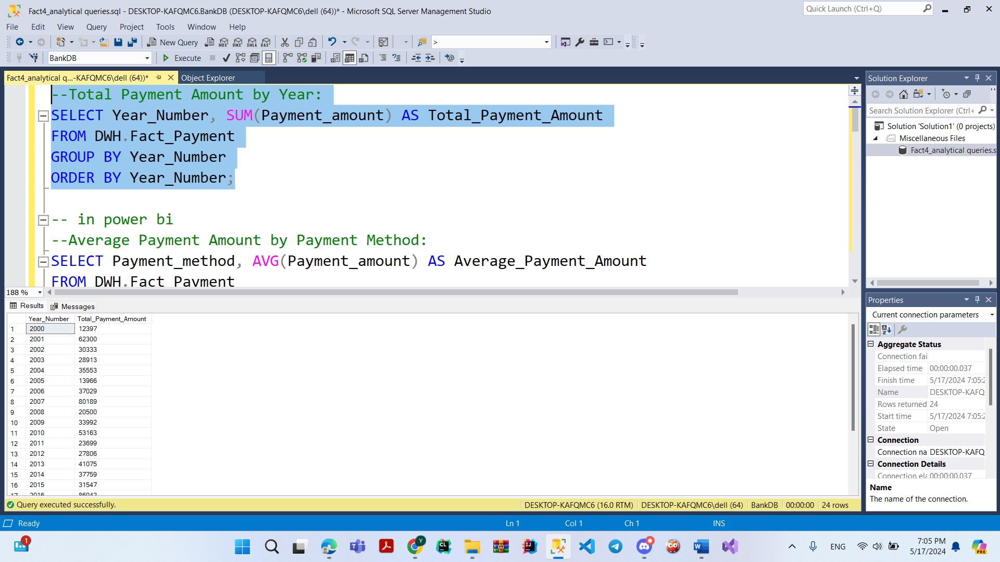 Fact4_analytical queries.sql - DESKTOP-KAFQMC6.BankDB (DESKTOP-KAFQMC6\dell (64))* - Microsoft SQL Server Management Studio
Quick Launch (Ctrl+Q)
File Edit View Query Project Tools Window Help
New Query
MDX DMX XMLA DAX
>
BankDB
Execute
Fact4_analytical q...-KAFQMC6\dell (64))*
Object Explorer
--Total Payment Amount by Year:
SELECT Year_Number, SUM(Payment_amount) AS Total_Payment_Amount
FROM DWH.Fact_Payment
GROUP BY Year_Number
ORDER BY Year_Number;
-- in power bi
--Average Payment Amount by Payment Method:
SELECT Payment_method, AVG(Payment_amount) AS Average_Payment_Amount
FROM DWH.Fact_Payment
188 %
Results Messages
Year_Number Total_Payment_Amount
1 2000 12397
2 2001 62300
3 2002 30333
4 2003 28913
5 2004 35553
6 2005 13966
7 2006 37029
8 2007 80189
9 2008 20500
10 2009 33992
11 2010 53163
12 2011 23699
13 2012 27806
14 2013 41075
15 2014 37759
16 2015 31547
17 2016 86042
Query executed successfully.
DESKTOP-KAFQMC6 (16.0 RTM) DESKTOP-KAFQMC6\dell (64) BankDB 00:00:00 24 rows
Solution Explorer
Search Solution Explorer (Ctrl+
Solution 'Solution1' (0 projects)
Miscellaneous Files
Fact4_analytical queries.s
Properties
Current connection parameters
Aggregate Status
Connection fai
Elapsed time 00:00:00.037
Finish time 5/17/2024 7:05:2
Name DESKTOP-KAFQ
Rows returned 24
Start time 5/17/2024 7:05:2
State Open
Connection
Connection na DESKTOP-KAFQ
Connection Details
Connection ela 00:00:00.037
Name
The name of the connection.
Ready
Ln 1 Col 1 Ch 1 INS
1
Y
CL
IJ
W
ENG
7:05 PM
5/17/2024
PRE